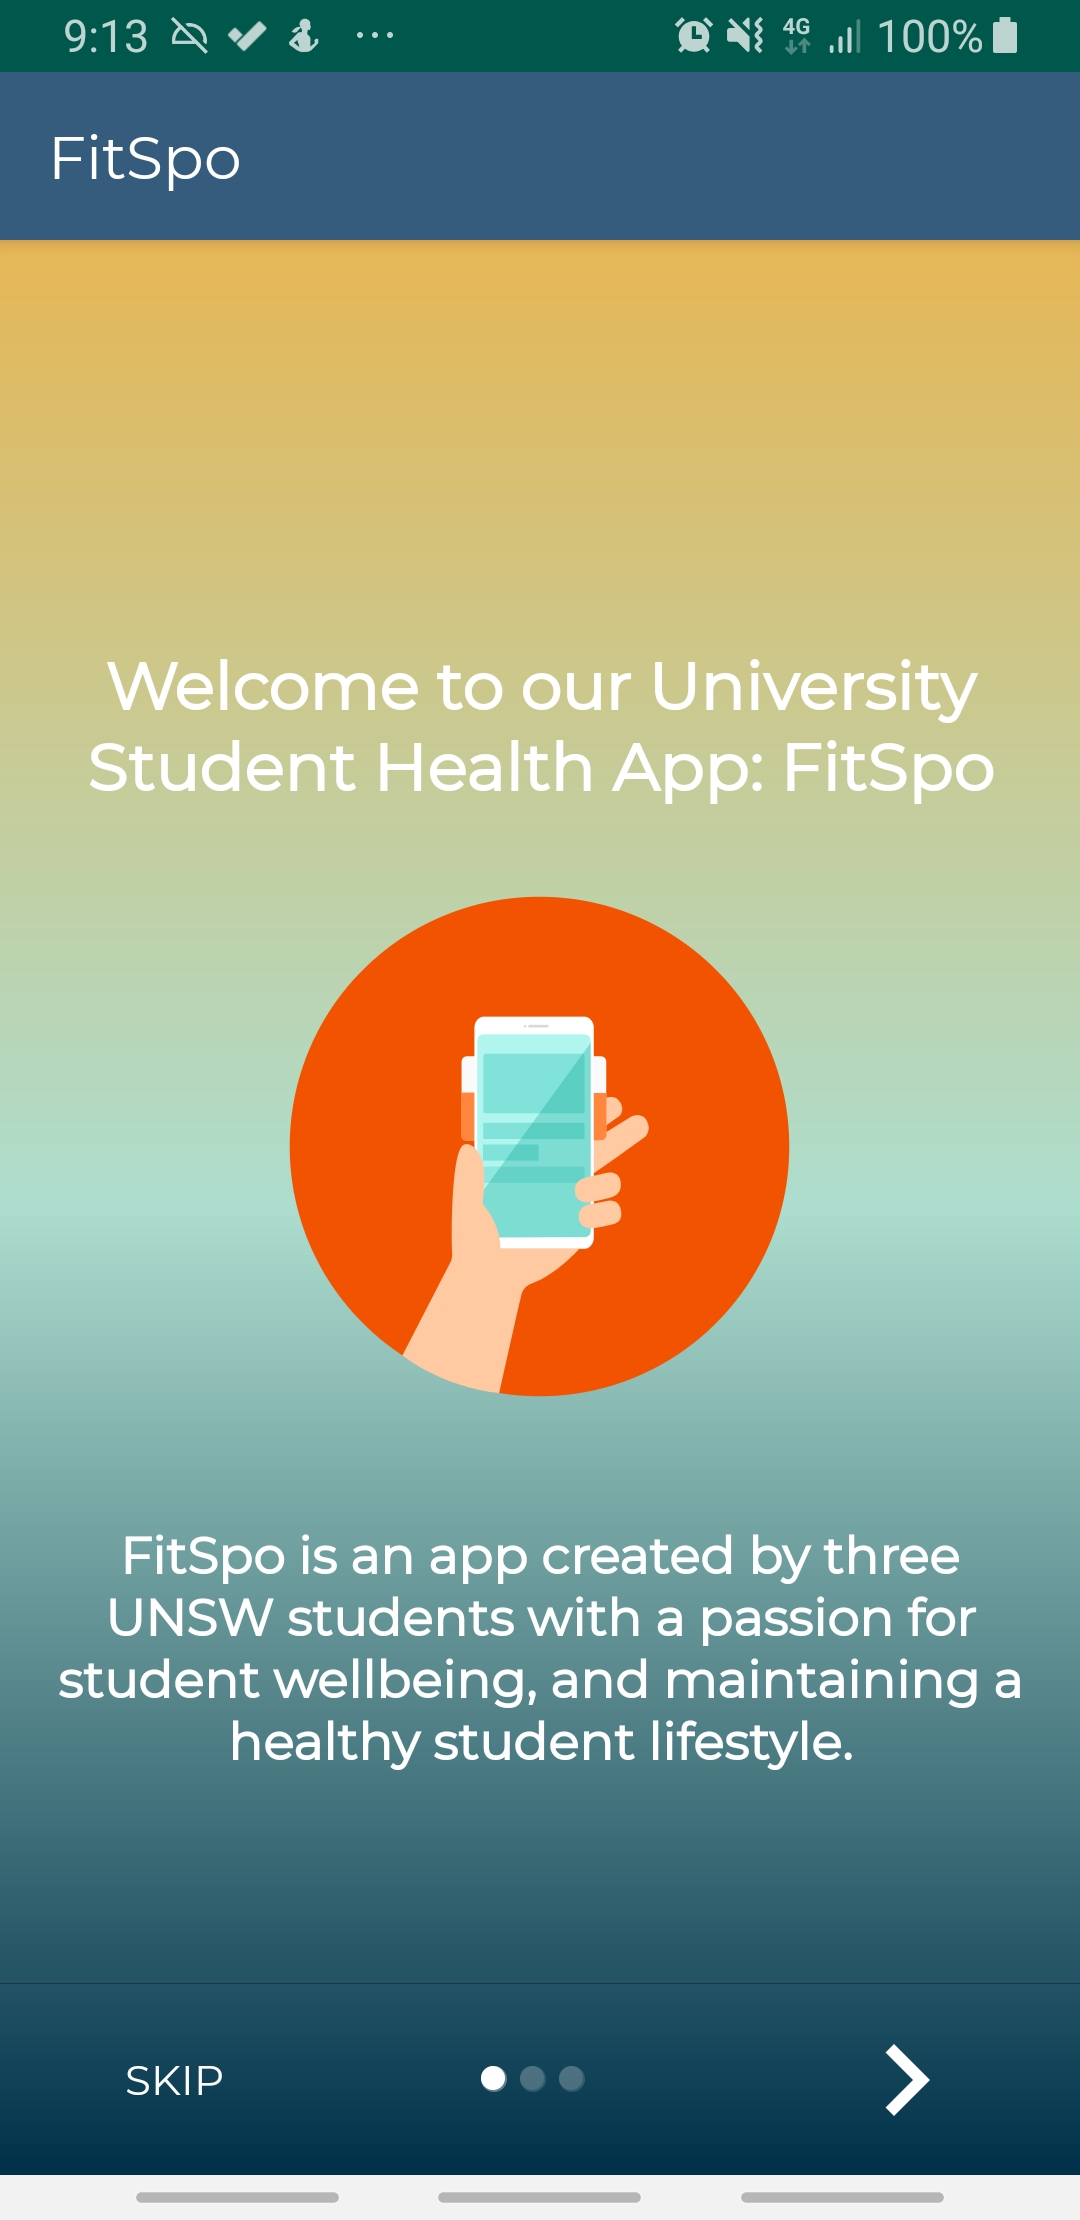 9:13
4G
100%
FitSpo
Welcome to our University
Student Health App: FitSpo
FitSpo is an app created by three
UNSW students with a passion for
student wellbeing, and maintaining a
healthy student lifestyle.
SKIP